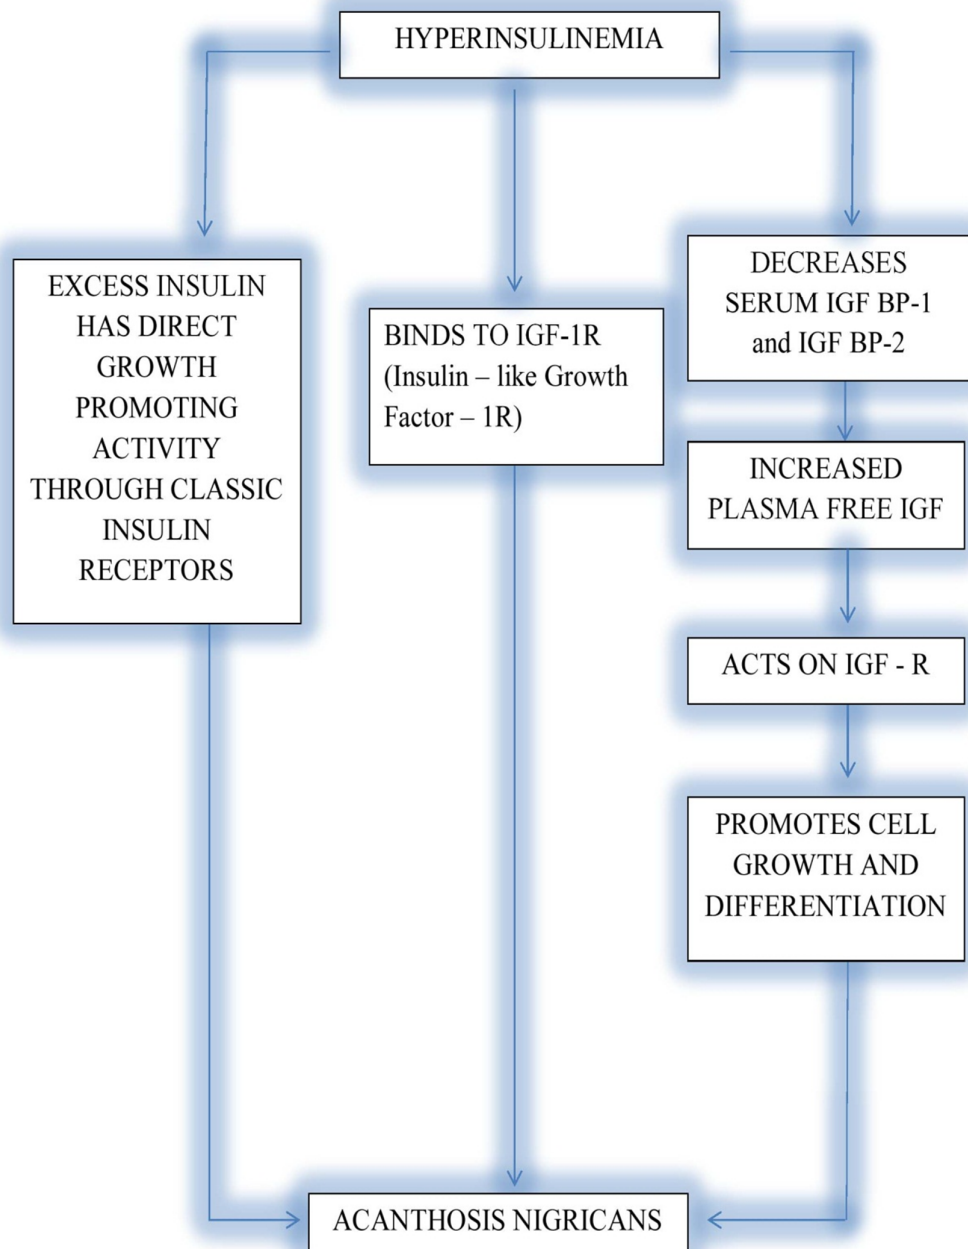 HYPERINSULINEMIA
EXCESS INSULIN
HAS DIRECT
GROWTH
PROMOTING
ACTIVITY
THROUGH CLASSIC
INSULIN
RECEPTORS
BINDS TO IGF-1R
(Insulin – like Growth
Factor – 1R)
DECREASES
SERUM IGF BP-1
and IGF BP-2
INCREASED
PLASMA FREE IGF
ACTS ON IGF - R
PROMOTES CELL
GROWTH AND
DIFFERENTIATION
ACANTHOSIS NIGRICANS